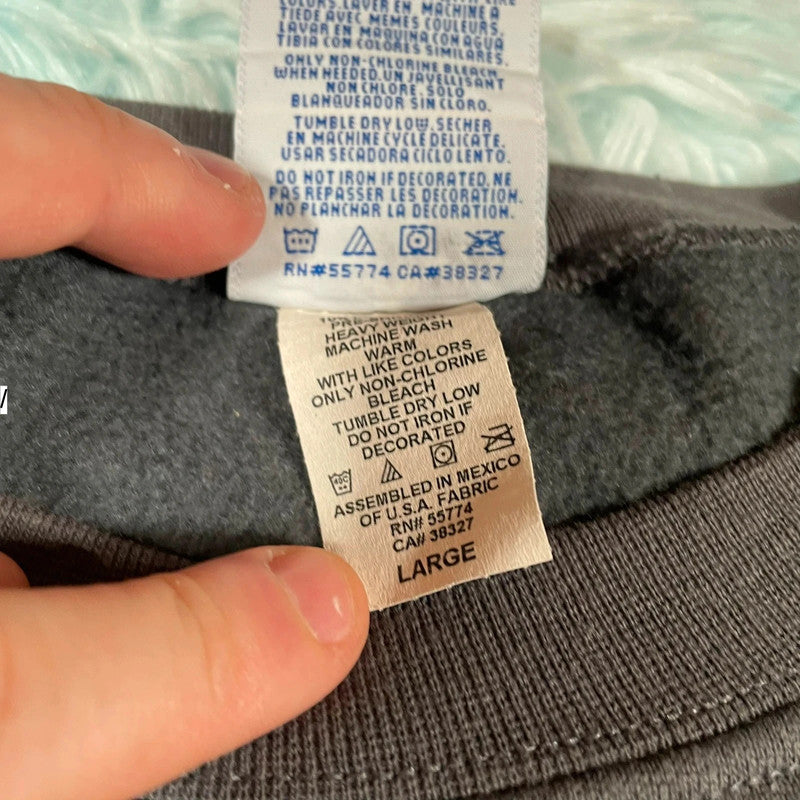 COLORS. LAVER EN MACHINE A
TIEDE AVEC MEMES COULEURS.
LAVAR EN MAQUINA CON AGUA
TIBIA CON COLORES SIMILARES.
ONLY NON-CHLORINE BLEACH
WHEN NEEDED. UN JAVELLISANT
NON CHLORE. SOLO
BLANQUEADOR SIN CLORO.
TUMBLE DRY LOW. SECHER
EN MACHINE CYCLE DELICATE.
USAR SECADORA CICLO LENTO.
DO NOT IRON IF DECORATED. NE
PAS REPASSER LES DECORATION.
NO PLANCHAR LA DECORATION.
RN#55774 CA#38327
HEAVY WEIGHT
MACHINE WASH
WARM
WITH LIKE COLORS
ONLY NON-CHLORINE
BLEACH
TUMBLE DRY LOW
DO NOT IRON IF
DECORATED
40C
ASSEMBLED IN MEXICO
OF U.S.A. FABRIC
RN# 55774
CA# 38327
LARGE